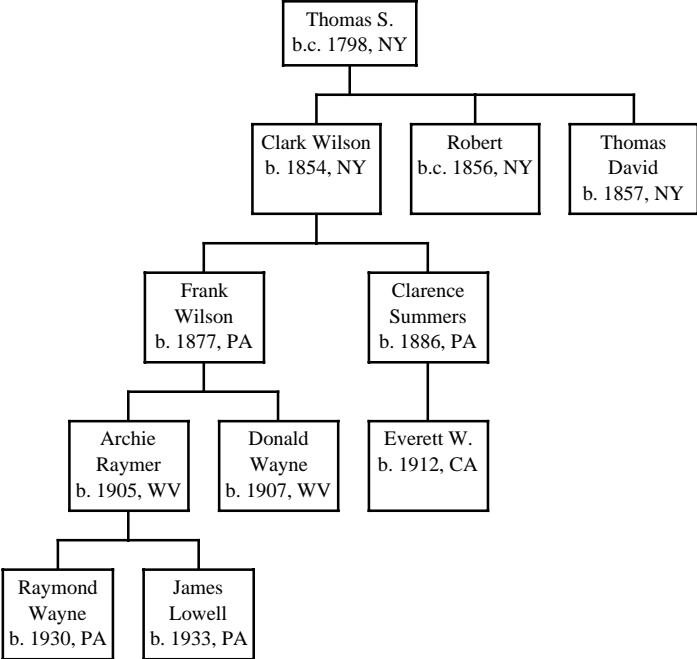 Thomas S.
b.c. 1798, NY
Clark Wilson
b. 1854, NY
Robert
b.c. 1856, NY
Thomas
David
b. 1857, NY
Frank
Wilson
b. 1877, PA
Clarence
Summers
b. 1886, PA
Archie
Raymer
b. 1905, WV
Donald
Wayne
b. 1907, WV
Everett W.
b. 1912, CA
Raymond
Wayne
b. 1930, PA
James
Lowell
b. 1933, PA